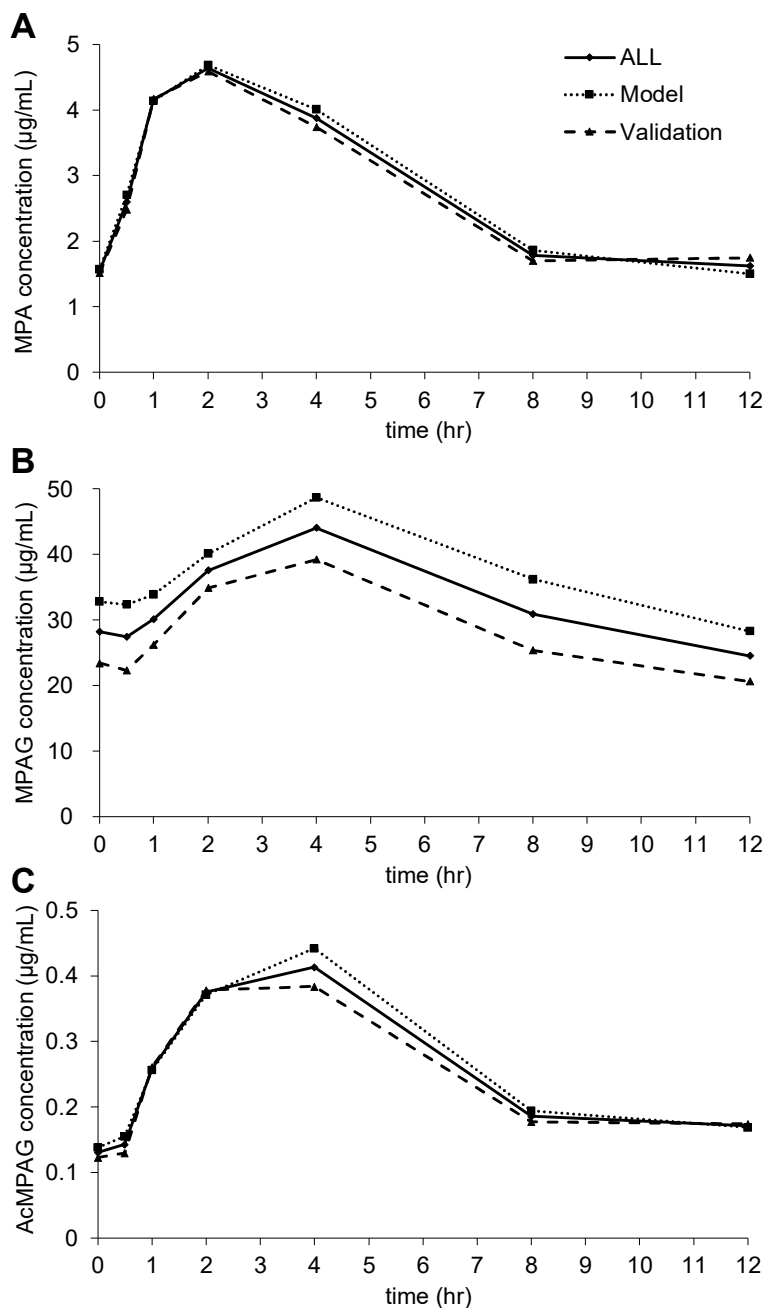 A
MPA concentration (µg/mL)
5
4
3
2
1
0
ALL
Model
Validation
0 1 2 3 4 5 6 7 8 9 10 11 12
time (hr)
B
MPAG concentration (µg/mL)
50
40
30
20
10
0
0 1 2 3 4 5 6 7 8 9 10 11 12
time (hr)
C
AcMPAG concentration (µg/mL)
0.5
0.4
0.3
0.2
0.1
0
0 1 2 3 4 5 6 7 8 9 10 11 12
time (hr)